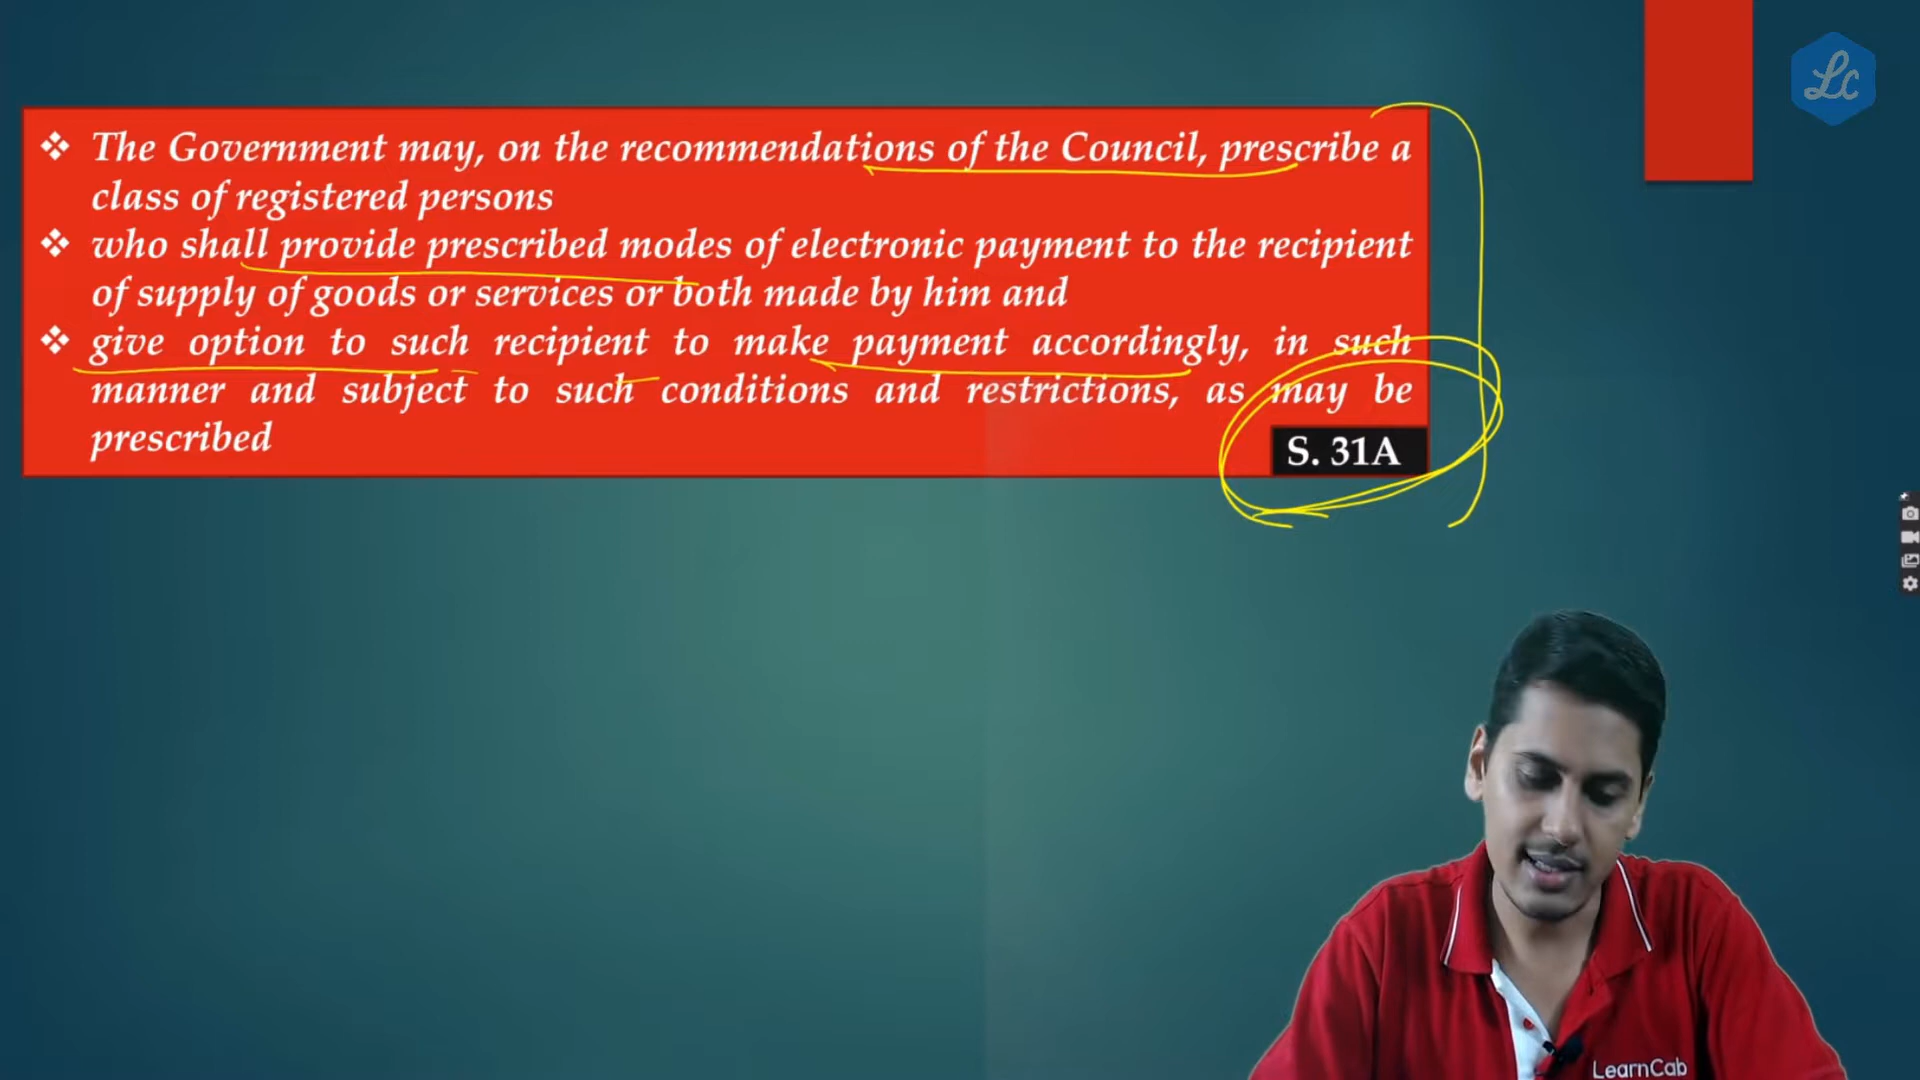 Lc
❖ The Government may, on the recommendations of the Council, prescribe a
class of registered persons
❖ who shall provide prescribed modes of electronic payment to the recipient
of supply of goods or services or both made by him and
❖ give option to such recipient to make payment accordingly, in such
manner and subject to such conditions and restrictions, as may be
prescribed
S. 31A
LearnCab